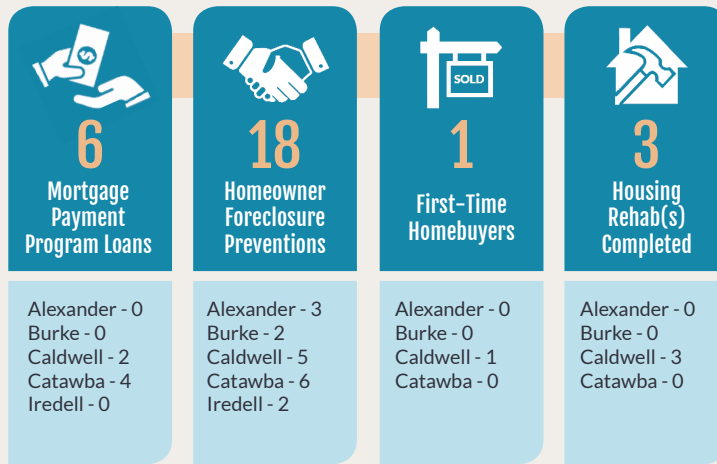 6
Mortgage
Payment
Program Loans
Alexander - 0
Burke - 0
Caldwell - 2
Catawba - 4
Iredell - 0
18
Homeowner
Foreclosure
Preventions
Alexander - 3
Burke - 2
Caldwell - 5
Catawba - 6
Iredell - 2
SOLD
1
First-Time
Homebuyers
Alexander - 0
Burke - 0
Caldwell - 1
Catawba - 0
3
Housing
Rehab(s)
Completed
Alexander - 0
Burke - 0
Caldwell - 3
Catawba - 0